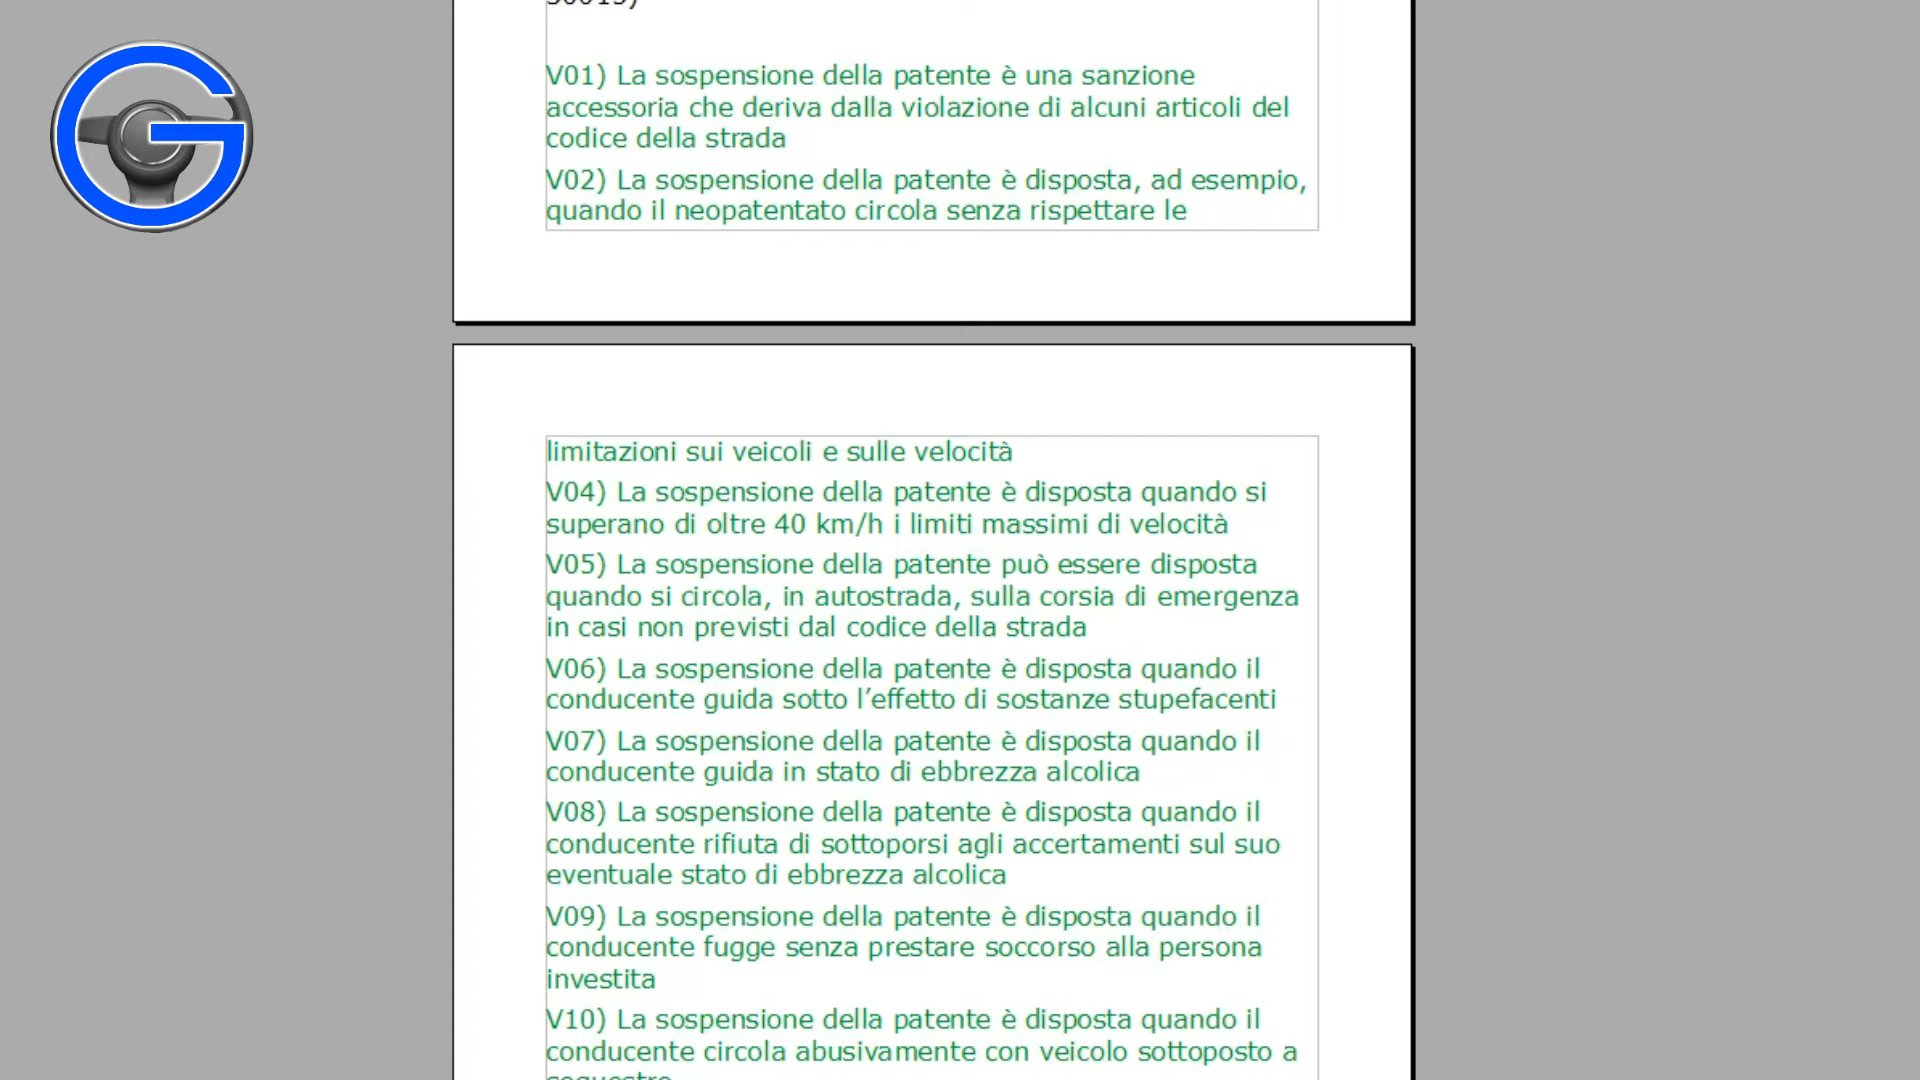 V01) La sospensione della patente è una sanzione
accessoria che deriva dalla violazione di alcuni articoli del
codice della strada
V02) La sospensione della patente è disposta, ad esempio,
quando il neopatentato circola senza rispettare le
limitazioni sui veicoli e sulle velocità
V04) La sospensione della patente è disposta quando si
superano di oltre 40 km/h i limiti massimi di velocità
V05) La sospensione della patente può essere disposta
quando si circola, in autostrada, sulla corsia di emergenza
in casi non previsti dal codice della strada
V06) La sospensione della patente è disposta quando il
conducente guida sotto l’effetto di sostanze stupefacenti
V07) La sospensione della patente è disposta quando il
conducente guida in stato di ebbrezza alcolica
V08) La sospensione della patente è disposta quando il
conducente rifiuta di sottoporsi agli accertamenti sul suo
eventuale stato di ebbrezza alcolica
V09) La sospensione della patente è disposta quando il
conducente fugge senza prestare soccorso alla persona
investita
V10) La sospensione della patente è disposta quando il
conducente circola abusivamente con veicolo sottoposto a